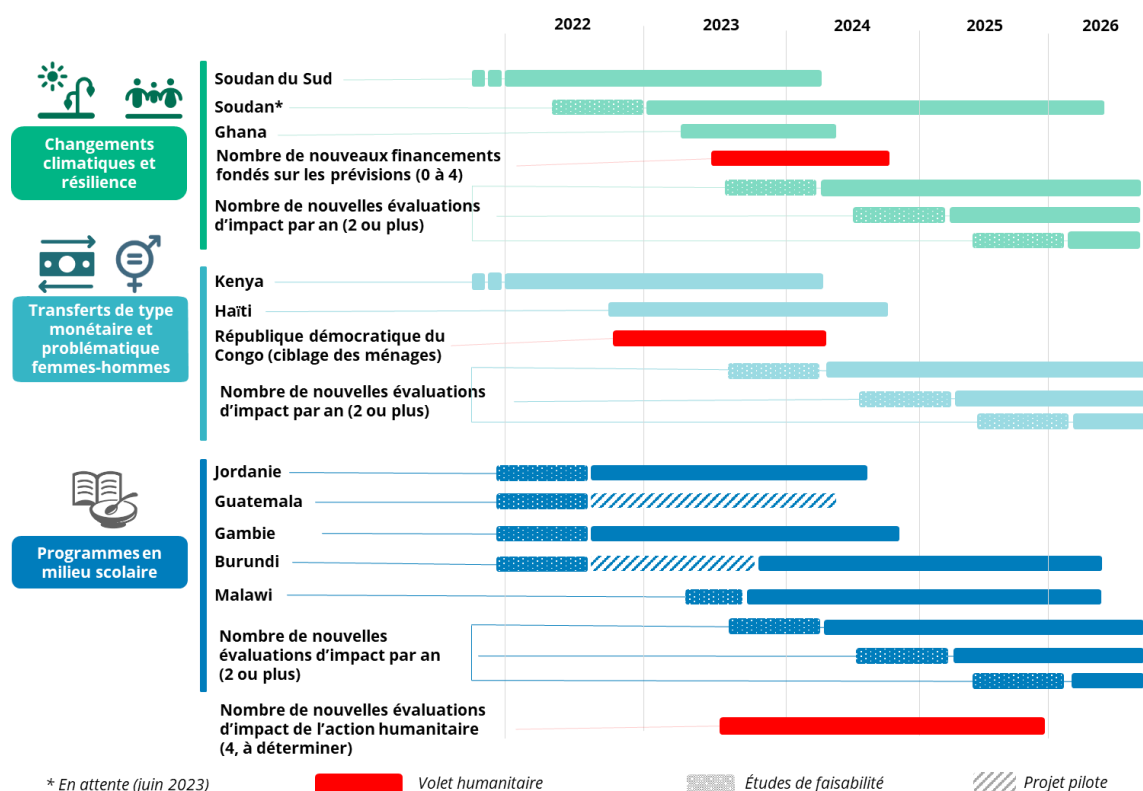 2022 2023 2024 2025 2026
Changements
climatiques et
résilience
Soudan du Sud
Soudan*
Ghana
Nombre de nouveaux financements
fondés sur les prévisions (0 à 4)
Nombre de nouvelles évaluations
d’impact par an (2 ou plus)
Transferts de type
monétaire et
problématique
femmes-hommes
Kenya
Haïti
République démocratique du
Congo (ciblage des ménages)
Nombre de nouvelles évaluations
d’impact par an (2 ou plus)
Programmes en
milieu scolaire
Jordanie
Guatemala
Gambie
Burundi
Malawi
Nombre de nouvelles
évaluations d’impact par an
(2 ou plus)
Nombre de nouvelles évaluations
d’impact de l’action humanitaire
(4, à déterminer)
* En attente (juin 2023) Volet humanitaire Études de faisabilité Projet pilote